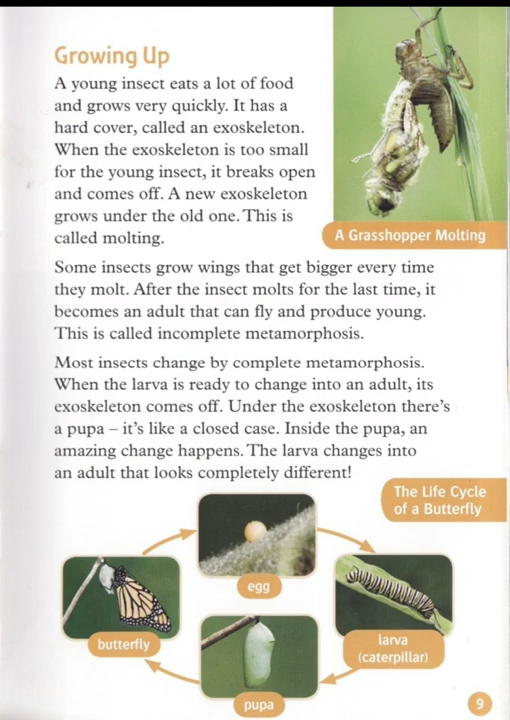 Growing Up
A young insect eats a lot of food
and grows very quickly. It has a
hard cover, called an exoskeleton.
When the exoskeleton is too small
for the young insect, it breaks open
and comes off. A new exoskeleton
grows under the old one. This is
called molting.
A Grasshopper Molting
Some insects grow wings that get bigger every time
they molt. After the insect molts for the last time, it
becomes an adult that can fly and produce young.
This is called incomplete metamorphosis.
Most insects change by complete metamorphosis.
When the larva is ready to change into an adult, its
exoskeleton comes off. Under the exoskeleton there's
a pupa – it's like a closed case. Inside the pupa, an
amazing change happens. The larva changes into
an adult that looks completely different!
The Life Cycle
of a Butterfly
egg
larva
(caterpillar)
pupa
butterfly
9